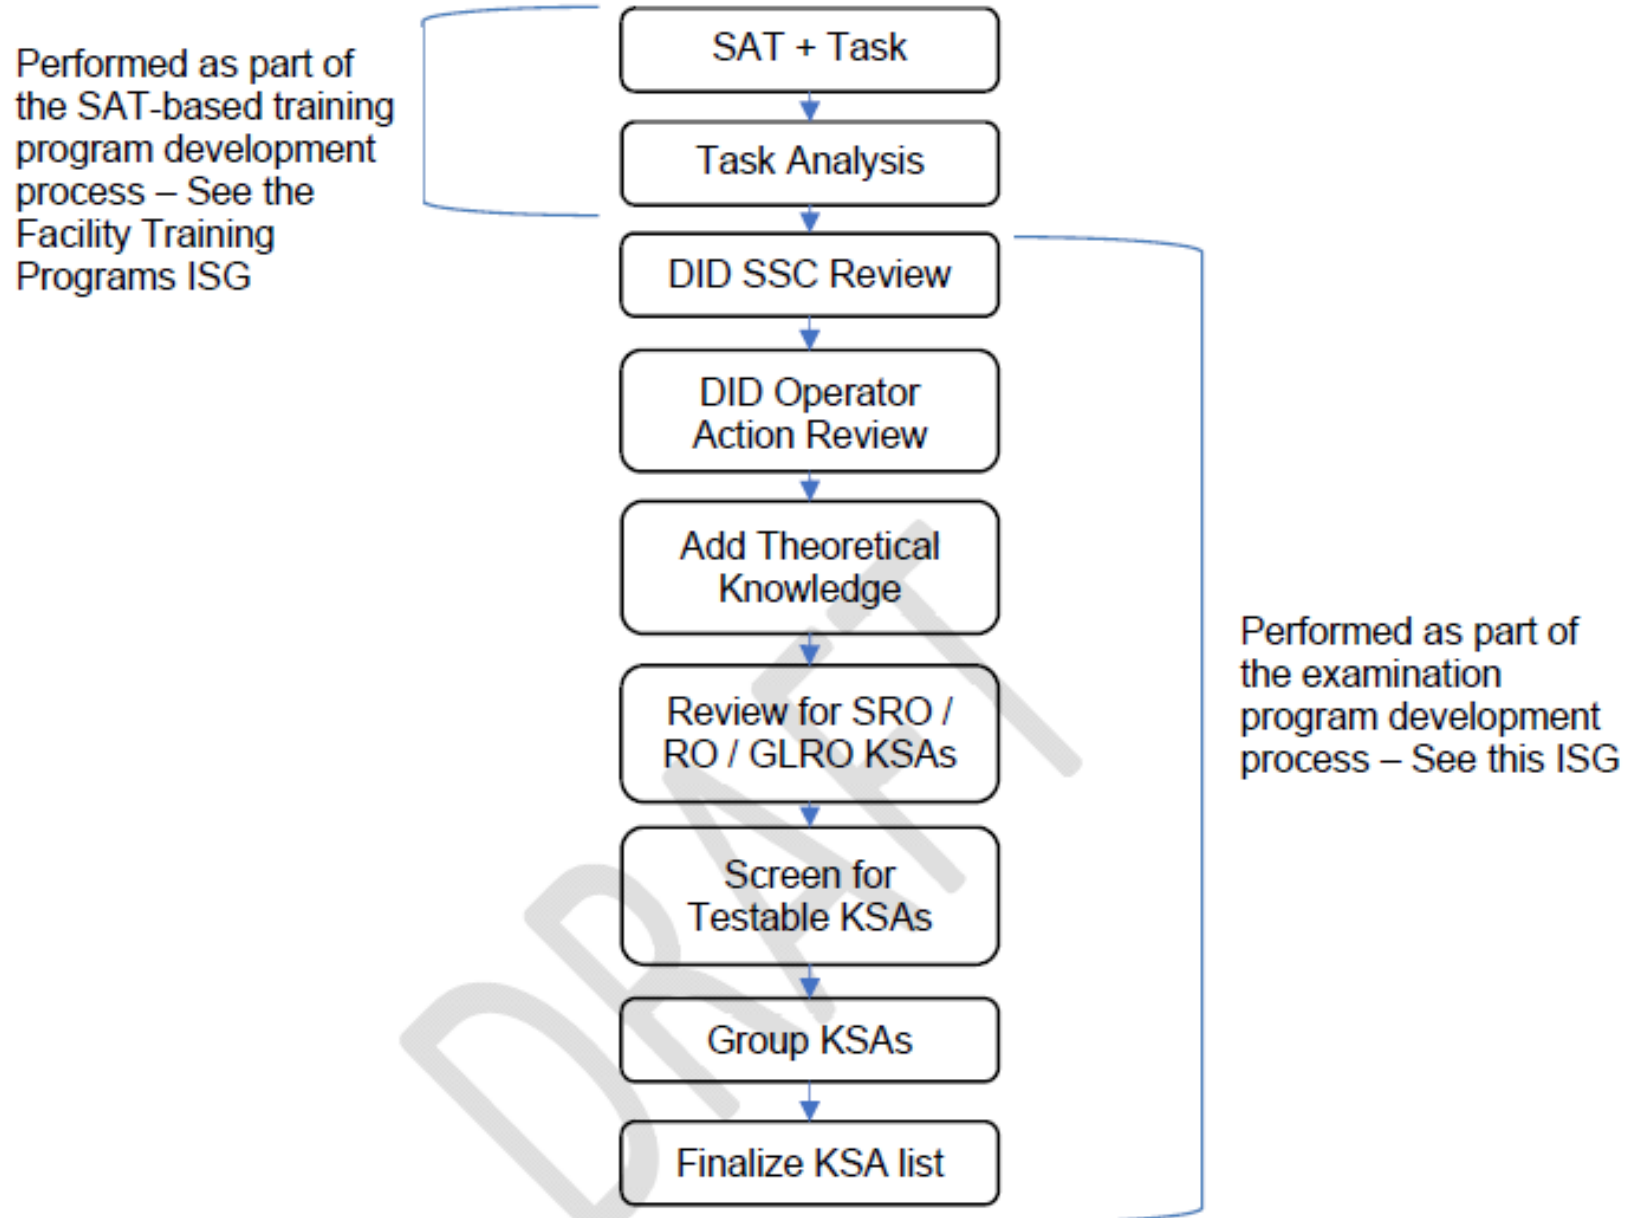 Performed as part of
the SAT-based training
program development
process – See the
Facility Training
Programs ISG
SAT + Task
Task Analysis
DID SSC Review
DID Operator
Action Review
Add Theoretical
Knowledge
Review for SRO /
RO / GLRO KSAs
Screen for
Testable KSAs
Group KSAs
Finalize KSA list
Performed as part of
the examination
program development
process – See this ISG
DRAFT